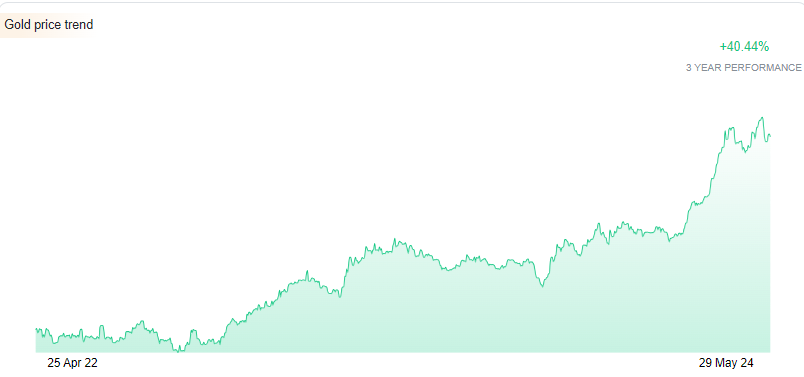 Gold price trend
+40.44%
3 YEAR PERFORMANCE
25 Apr 22
29 May 24